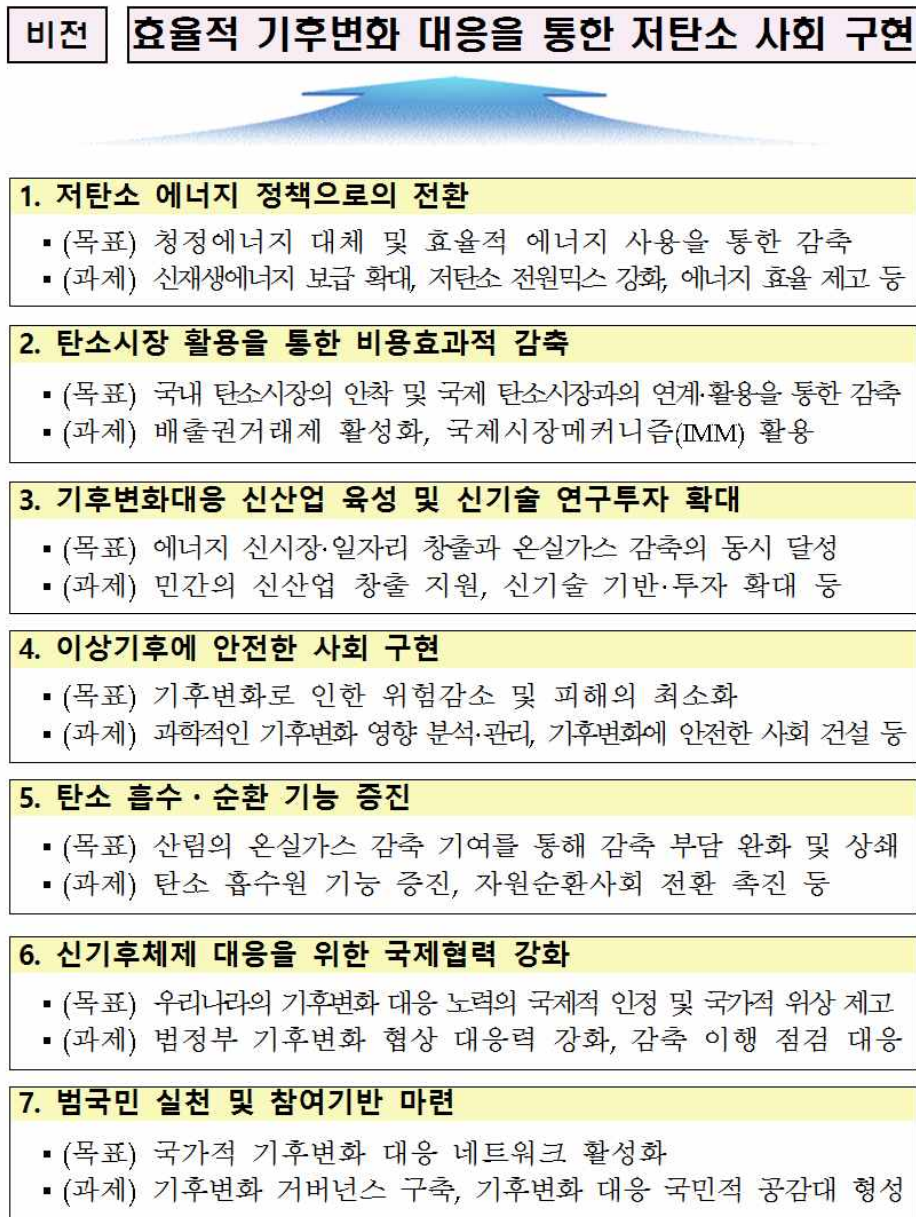 비전
효율적 기후변화 대응을 통한 저탄소 사회 구현
1. 저탄소 에너지 정책으로의 전환
▪ (목표) 청정에너지 대체 및 효율적 에너지 사용을 통한 감축
▪ (과제) 신재생에너지 보급 확대, 저탄소 전원믹스 강화, 에너지 효율 제고 등
2. 탄소시장 활용을 통한 비용효과적 감축
▪ (목표) 국내 탄소시장의 안착 및 국제 탄소시장과의 연계·활용을 통한 감축
▪ (과제) 배출권거래제 활성화, 국제시장메커니즘(IMM) 활용
3. 기후변화대응 신산업 육성 및 신기술 연구투자 확대
▪ (목표) 에너지 신시장·일자리 창출과 온실가스 감축의 동시 달성
▪ (과제) 민간의 신산업 창출 지원, 신기술 기반·투자 확대 등
4. 이상기후에 안전한 사회 구현
▪ (목표) 기후변화로 인한 위험감소 및 피해의 최소화
▪ (과제) 과학적인 기후변화 영향 분석·관리, 기후변화에 안전한 사회 건설 등
5. 탄소 흡수·순환 기능 증진
▪ (목표) 산림의 온실가스 감축 기여를 통해 감축 부담 완화 및 상쇄
▪ (과제) 탄소 흡수원 기능 증진, 자원순환사회 전환 촉진 등
6. 신기후체제 대응을 위한 국제협력 강화
▪ (목표) 우리나라의 기후변화 대응 노력의 국제적 인정 및 국가적 위상 제고
▪ (과제) 범정부 기후변화 협상 대응력 강화, 감축 이행 점검 대응
7. 범국민 실천 및 참여기반 마련
▪ (목표) 국가적 기후변화 대응 네트워크 활성화
▪ (과제) 기후변화 거버넌스 구축, 기후변화 대응 국민적 공감대 형성